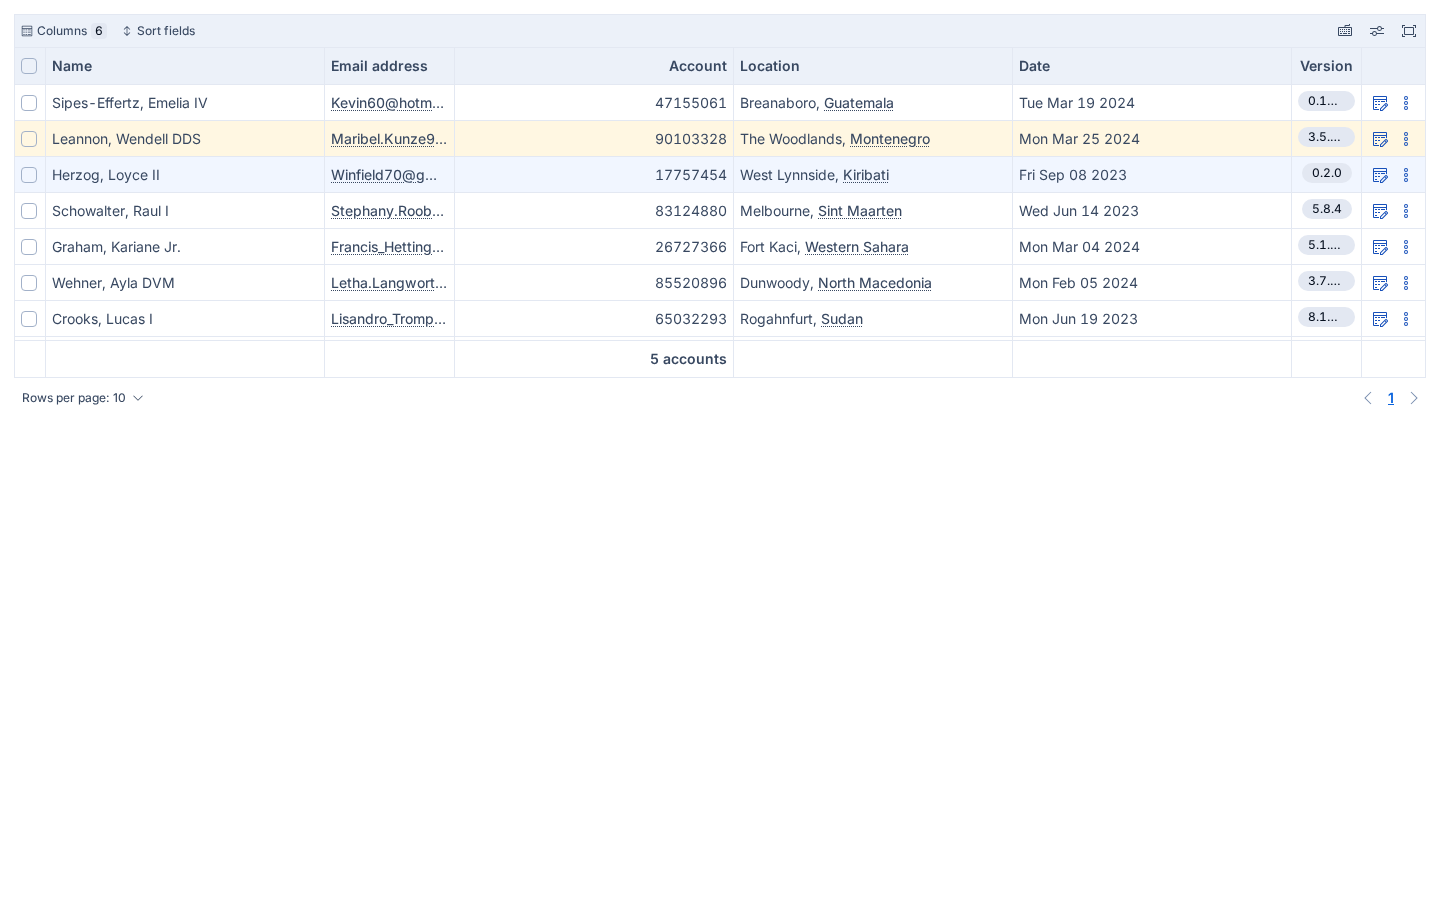 Columns 6 Sort fields
Name Email address Account Location Date Version
Sipes-Effertz, Emelia IV Kevin60@hotm... 47155061 Breanaboro, Guatemala Tue Mar 19 2024 0.1...
Leannon, Wendell DDS Maribel.Kunze9... 90103328 The Woodlands, Montenegro Mon Mar 25 2024 3.5....
Herzog, Loyce II Winfield70@g... 17757454 West Lynnside, Kiribati Fri Sep 08 2023 0.2.0
Schowalter, Raul I Stephany.Roob... 83124880 Melbourne, Sint Maarten Wed Jun 14 2023 5.8.4
Graham, Kariane Jr. Francis_Hetting... 26727366 Fort Kaci, Western Sahara Mon Mar 04 2024 5.1....
Wehner, Ayla DVM Letha.Langwort... 85520896 Dunwoody, North Macedonia Mon Feb 05 2024 3.7....
Crooks, Lucas I Lisandro_Tromp... 65032293 Rogahnfurt, Sudan Mon Jun 19 2023 8.1...
5 accounts
Rows per page: 10 1